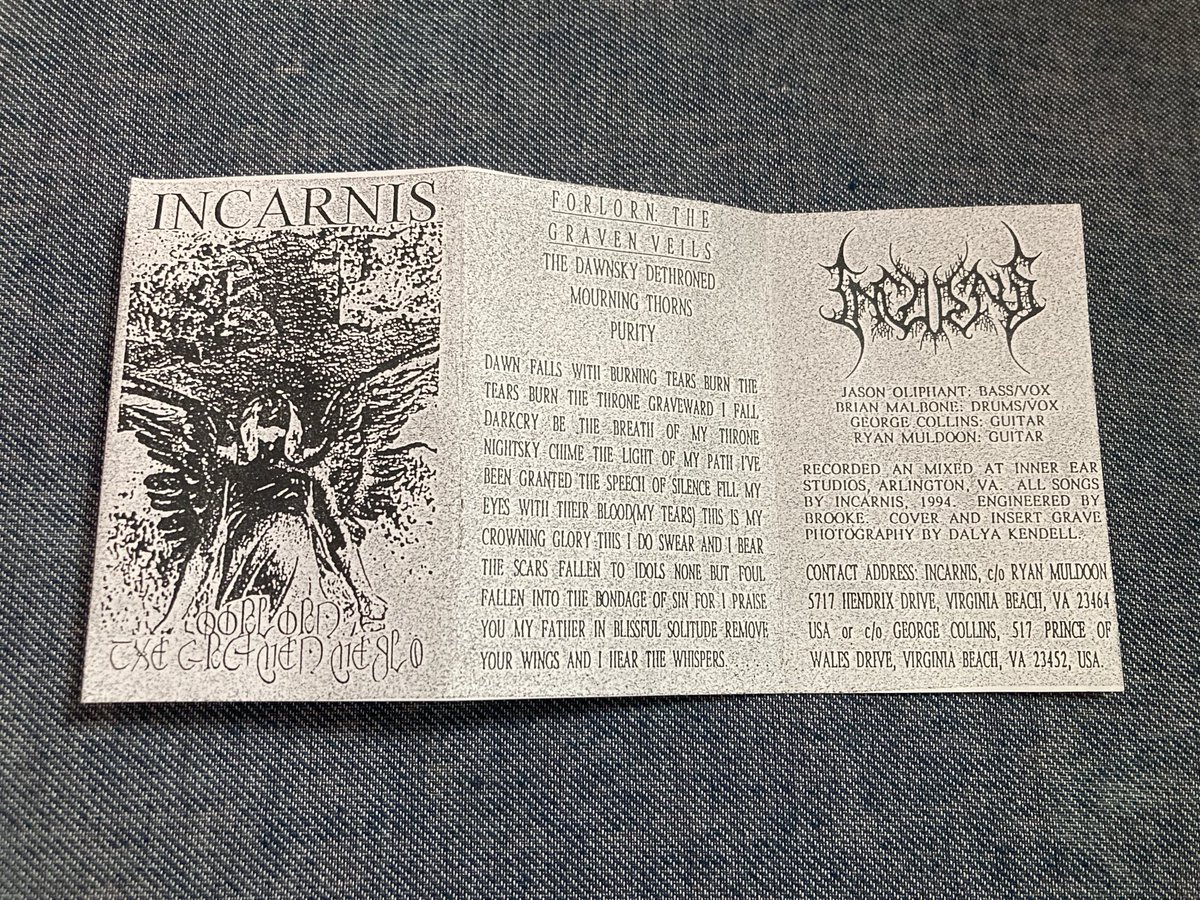 INCARNIS
FORLORN
THE GRAVEN VEILS
FORLORN THE
GRAVEN VEILS
THE DAWNSKY DETHRONED
MOURNING THORNS
PURITY
DAWN FALLS WITH BURNING TEARS BURN THE
TEARS BURN THE THRONE GRAVEWARD I FALL
DARKCRY BE THE BREATH OF MY THRONE
NIGHTSKY CHIME THE LIGHT OF MY PATH I'VE
BEEN GRANTED THE SPEECH OF SILENCE FILL MY
EYES WITH THEIR BLOOD(MY TEARS) THIS IS MY
CROWNING GLORY THIS I DO SWEAR AND I BEAR
THE SCARS FALLEN TO IDOLS NONE BUT FOUL
FALLEN INTO THE BONDAGE OF SIN FOR I PRAISE
YOU MY FATHER IN BLISSFUL SOLITUDE REMOVE
YOUR WINGS AND I HEAR THE WHISPERS.....
INCARNIS
JASON OLIPHANT: BASS/VOX
BRIAN MALBONE: DRUMS/VOX
GEORGE COLLINS: GUITAR
RYAN MULDOON: GUITAR
RECORDED AN MIXED AT INNER EAR
STUDIOS, ARLINGTON, VA. ALL SONGS
BY INCARNIS, 1994. ENGINEERED BY
BROOKE. COVER AND INSERT GRAVE
PHOTOGRAPHY BY DALYA KENDELL.
CONTACT ADDRESS: INCARNIS, c/o RYAN MULDOON
5717 HENDRIX DRIVE, VIRGINIA BEACH, VA 23464
USA or c/o GEORGE COLLINS, 517 PRINCE OF
WALES DRIVE, VIRGINIA BEACH, VA 23452, USA.